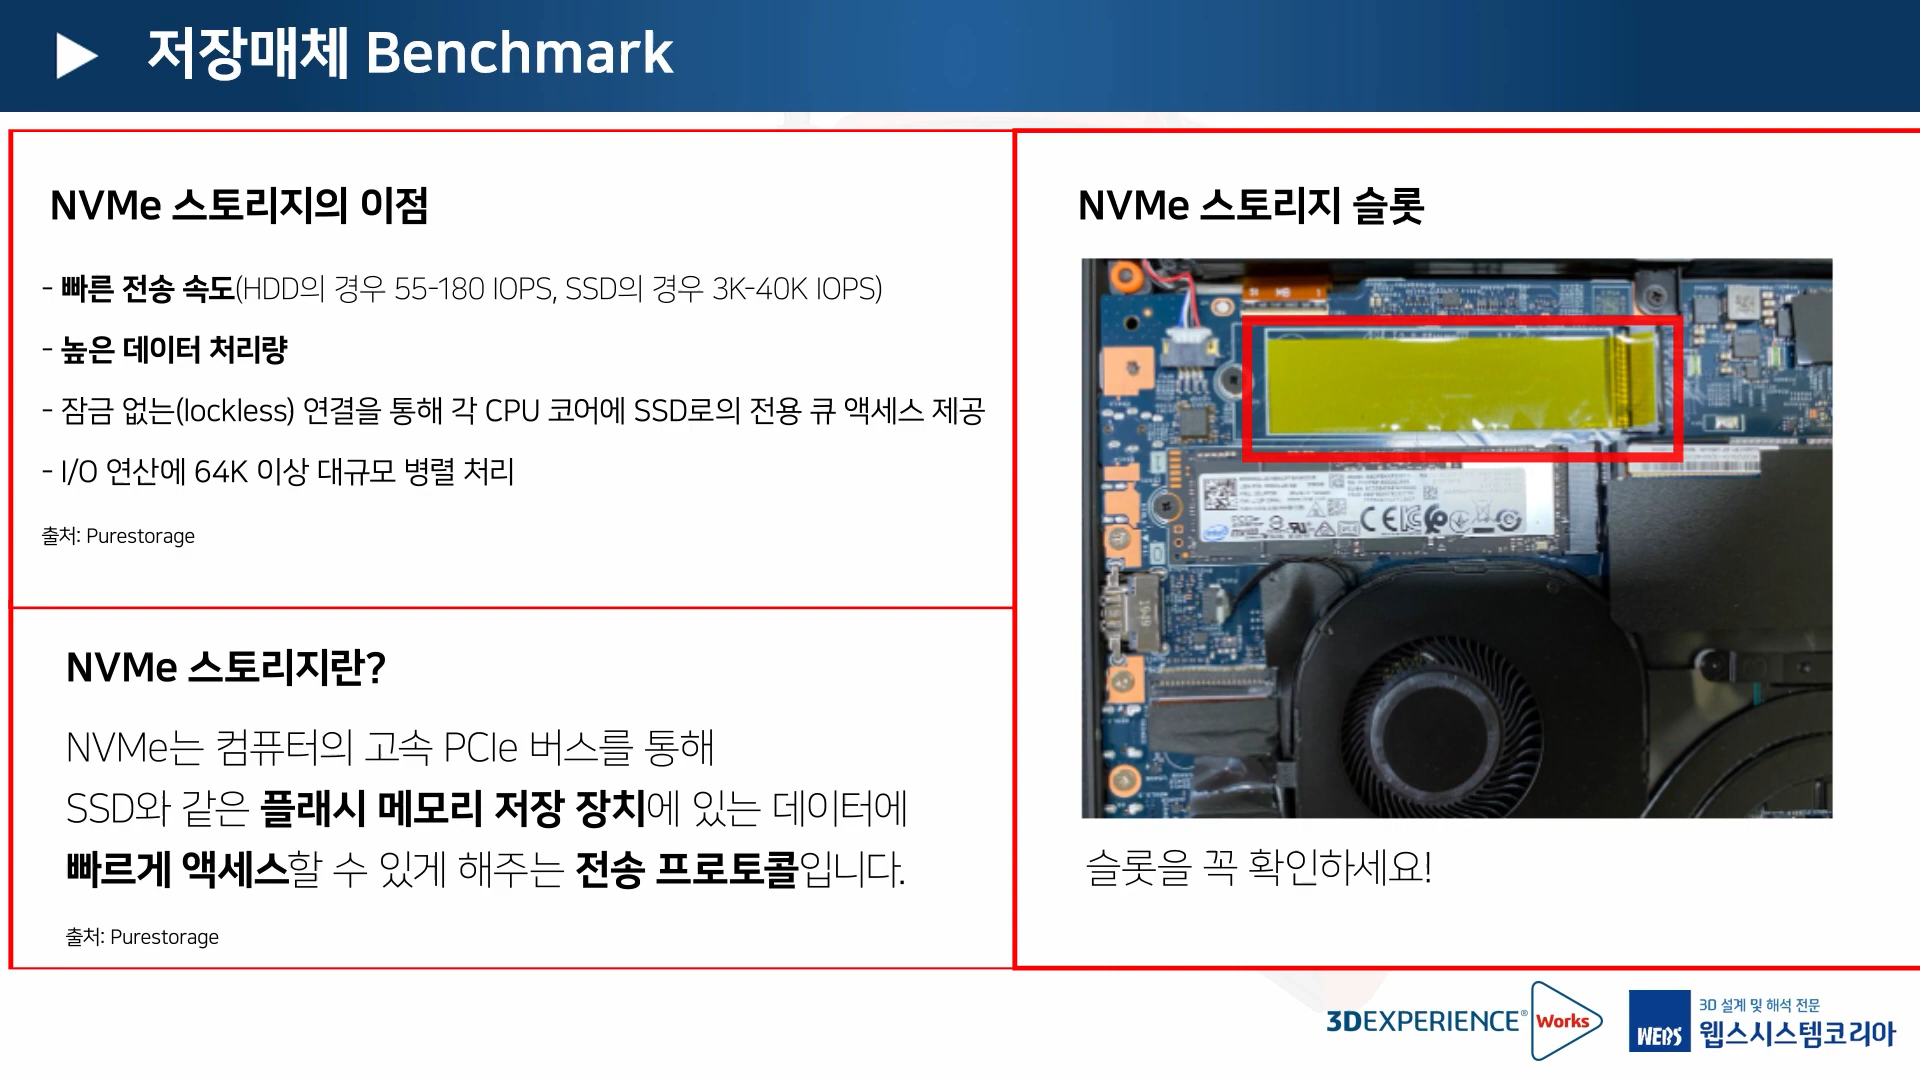 저장매체 Benchmark
NVMe 스토리지의 이점
- 빠른 전송 속도(HDD의 경우 55-180 IOPS, SSD의 경우 3K-40K IOPS)
- 높은 데이터 처리량
- 잠금 없는(lockless) 연결을 통해 각 CPU 코어에 SSD로의 전용 큐 액세스 제공
- I/O 연산에 64K 이상 대규모 병렬 처리
출처: Purestorage
NVMe 스토리지란?
NVMe는 컴퓨터의 고속 PCIe 버스를 통해
SSD와 같은 플래시 메모리 저장 장치에 있는 데이터에
빠르게 액세스할 수 있게 해주는 전송 프로토콜입니다.
출처: Purestorage
NVMe 스토리지 슬롯
슬롯을 꼭 확인하세요!
3DEXPERIENCE® Works
WEBS
3D 설계 및 해석 전문
웹스시스템코리아